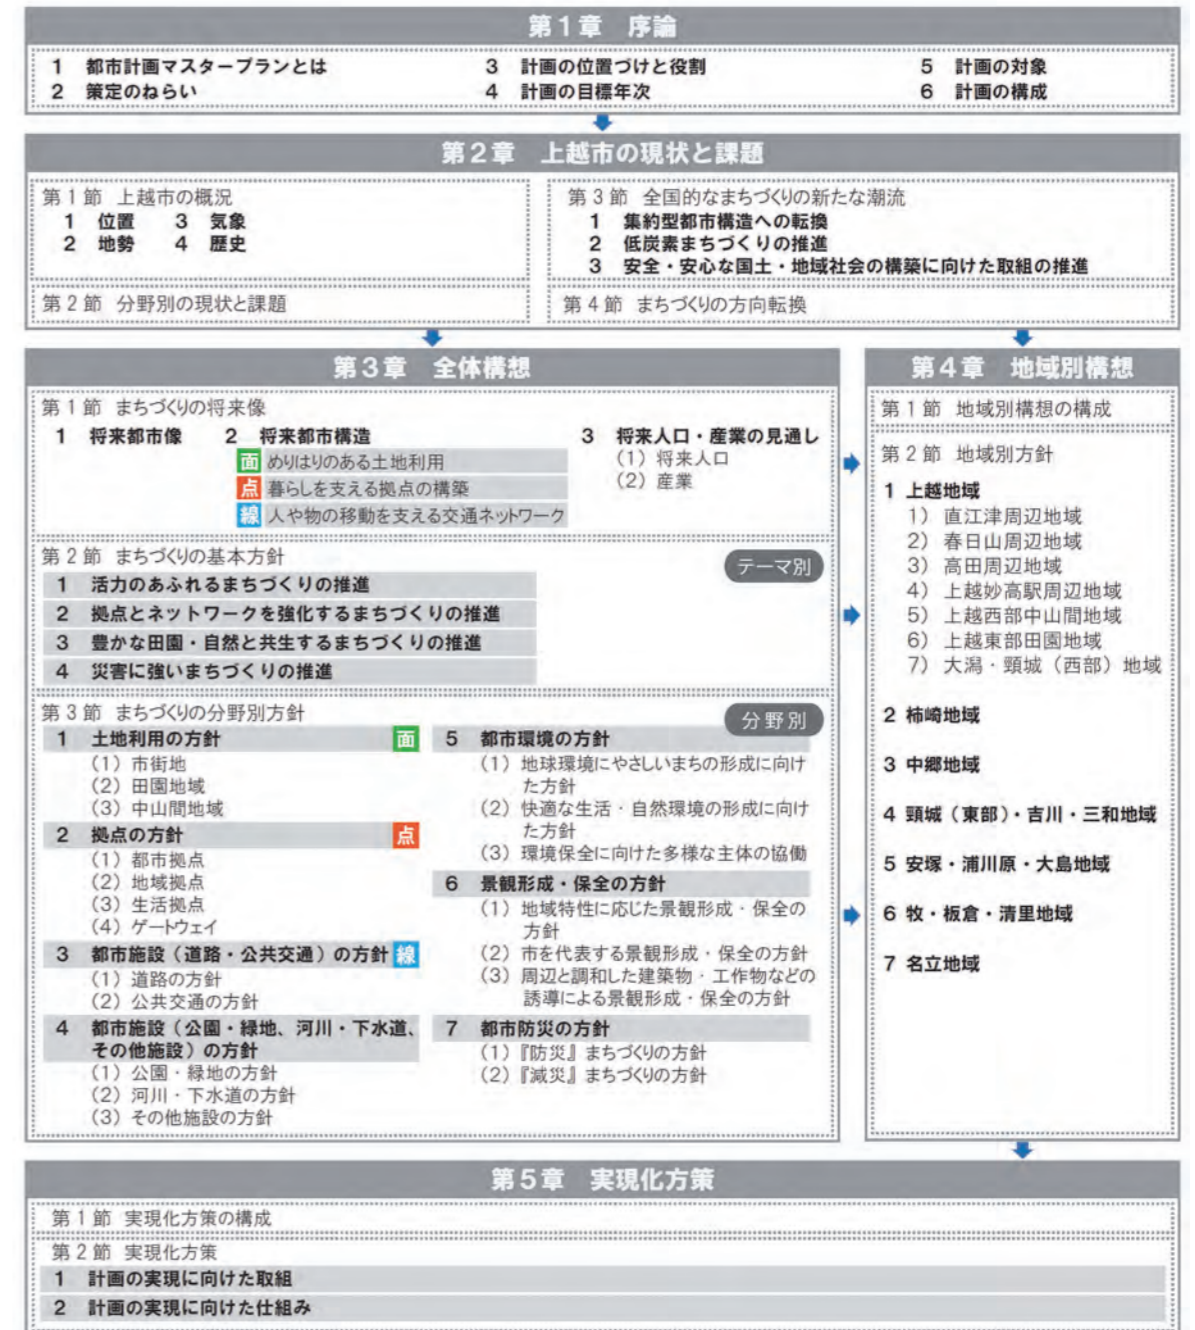 第1章 序論
1 都市計画マスタープランとは
2 策定のねらい
3 計画の位置づけと役割
4 計画の目標年次
5 計画の対象
6 計画の構成
第2章 上越市の現状と課題
第1節 上越市の概況
1 位置 3 気象
2 地勢 4 歴史
第2節 分野別の現状と課題
第3節 全国的なまちづくりの新たな潮流
1 集約型都市構造への転換
2 低炭素まちづくりの推進
3 安全・安心な国土・地域社会の構築に向けた取組の推進
第4節 まちづくりの方向転換
第3章 全体構想
第1節 まちづくりの将来像
1 将来都市像
2 将来都市構造
面 めりはりのある土地利用
点 暮らしを支える拠点の構築
線 人や物の移動を支える交通ネットワーク
3 将来人口・産業の見通し
(1)将来人口
(2)産業
第2節 まちづくりの基本方針
テーマ別
1 活力のあふれるまちづくりの推進
2 拠点とネットワークを強化するまちづくりの推進
3 豊かな田園・自然と共生するまちづくりの推進
4 災害に強いまちづくりの推進
第3節 まちづくりの分野別方針
分野別
1 土地利用の方針 面
(1)市街地
(2)田園地域
(3)中山間地域
2 拠点の方針 点
(1)都市拠点
(2)地域拠点
(3)生活拠点
(4)ゲートウェイ
3 都市施設(道路・公共交通)の方針 線
(1)道路の方針
(2)公共交通の方針
4 都市施設(公園・緑地、河川・下水道、
その他施設)の方針
(1)公園・緑地の方針
(2)河川・下水道の方針
(3)その他施設の方針
5 都市環境の方針
(1)地球環境にやさしいまちの形成に向け
た方針
(2)快適な生活・自然環境の形成に向け
た方針
(3)環境保全に向けた多様な主体の協働
6 景観形成・保全の方針
(1)地域特性に応じた景観形成・保全の
方針
(2)市を代表する景観形成・保全の方針
(3)周辺と調和した建築物・工作物などの
誘導による景観形成・保全の方針
7 都市防災の方針
(1)『防災』まちづくりの方針
(2)『減災』まちづくりの方針
第4章 地域別構想
第1節 地域別構想の構成
第2節 地域別方針
1 上越地域
1) 直江津周辺地域
2) 春日山周辺地域
3) 高田周辺地域
4) 上越妙高駅周辺地域
5) 上越西部中山間地域
6) 上越東部田園地域
7) 大潟・頸城(西部)地域
2 柿崎地域
3 中郷地域
4 頸城(東部)・吉川・三和地域
5 安塚・浦川原・大島地域
6 牧・板倉・清里地域
7 名立地域
第5章 実現化方策
第1節 実現化方策の構成
第2節 実現化方策
1 計画の実現に向けた取組
2 計画の実現に向けた仕組み